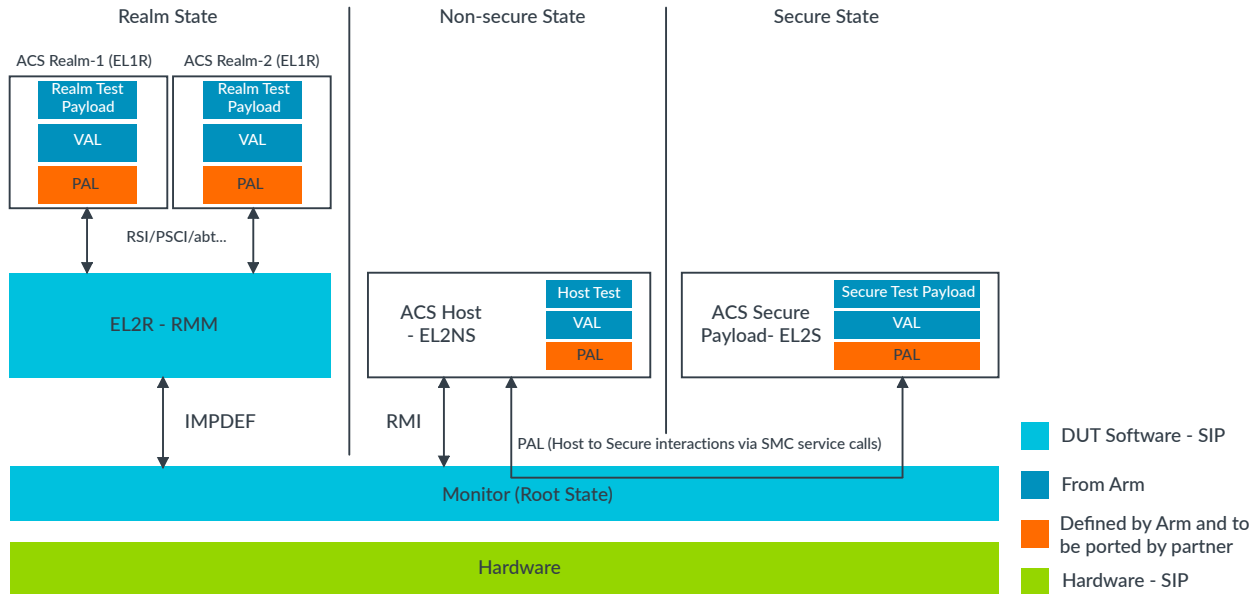 Realm State
Non-secure State
Secure State
ACS Realm-1 (EL1R)
ACS Realm-2 (EL1R)
Realm Test
Payload
VAL
PAL
Realm Test
Payload
VAL
PAL
RSI/PSCI/abt...
EL2R - RMM
ACS Host
- EL2NS
Host Test
VAL
PAL
ACS Secure
Payload- EL2S
Secure Test Payload
VAL
PAL
IMPDEF
RMI
PAL (Host to Secure interactions via SMC service calls)
Monitor (Root State)
Hardware
DUT Software - SIP
From Arm
Defined by Arm and to
be ported by partner
Hardware - SIP